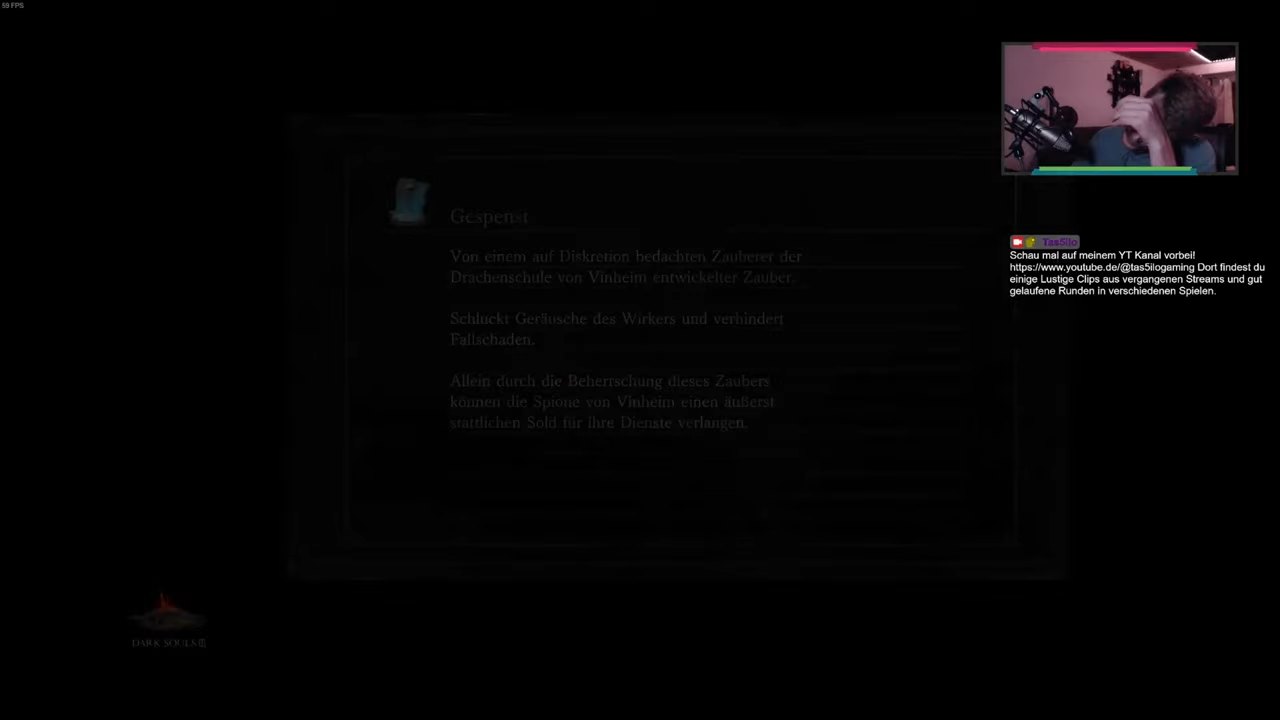 59 FPS
Gespenst
Von einem auf Diskretion bedachten Zauberer der
Drachenschule von Vinheim entwickelter Zauber.
Schluckt Geräusche des Wirkers und verhindert
Fallschaden.
Allein durch die Beherrschung dieses Zaubers
können die Spione von Vinheim einen äußerst
stattlichen Sold für ihre Dienste verlangen.
DARK SOULS III
Tas5ilo
Schau mal auf meinem YT Kanal vorbei!
https://www.youtube.de/@tas5ilogaming Dort findest du
einige Lustige Clips aus vergangenen Streams und gut
gelaufene Runden in verschiedenen Spielen.